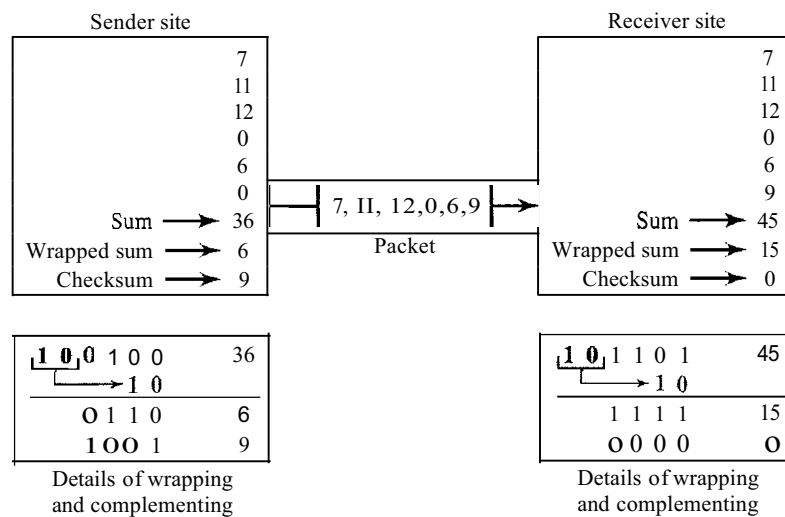 Sender site
7
11
12
0
6
0
Sum 36
Wrapped sum 6
Checksum 9
7, II, 12,0,6,9
Packet
Receiver site
7
11
12
0
6
9
Sum 45
Wrapped sum 15
Checksum 0
1 0 0 1 0 0 36
1 0
0 1 1 0 6
1 0 0 1 9
Details of wrapping
and complementing
1 0 1 1 0 1 45
1 0
1 1 1 1 15
0 0 0 0 0
Details of wrapping
and complementing